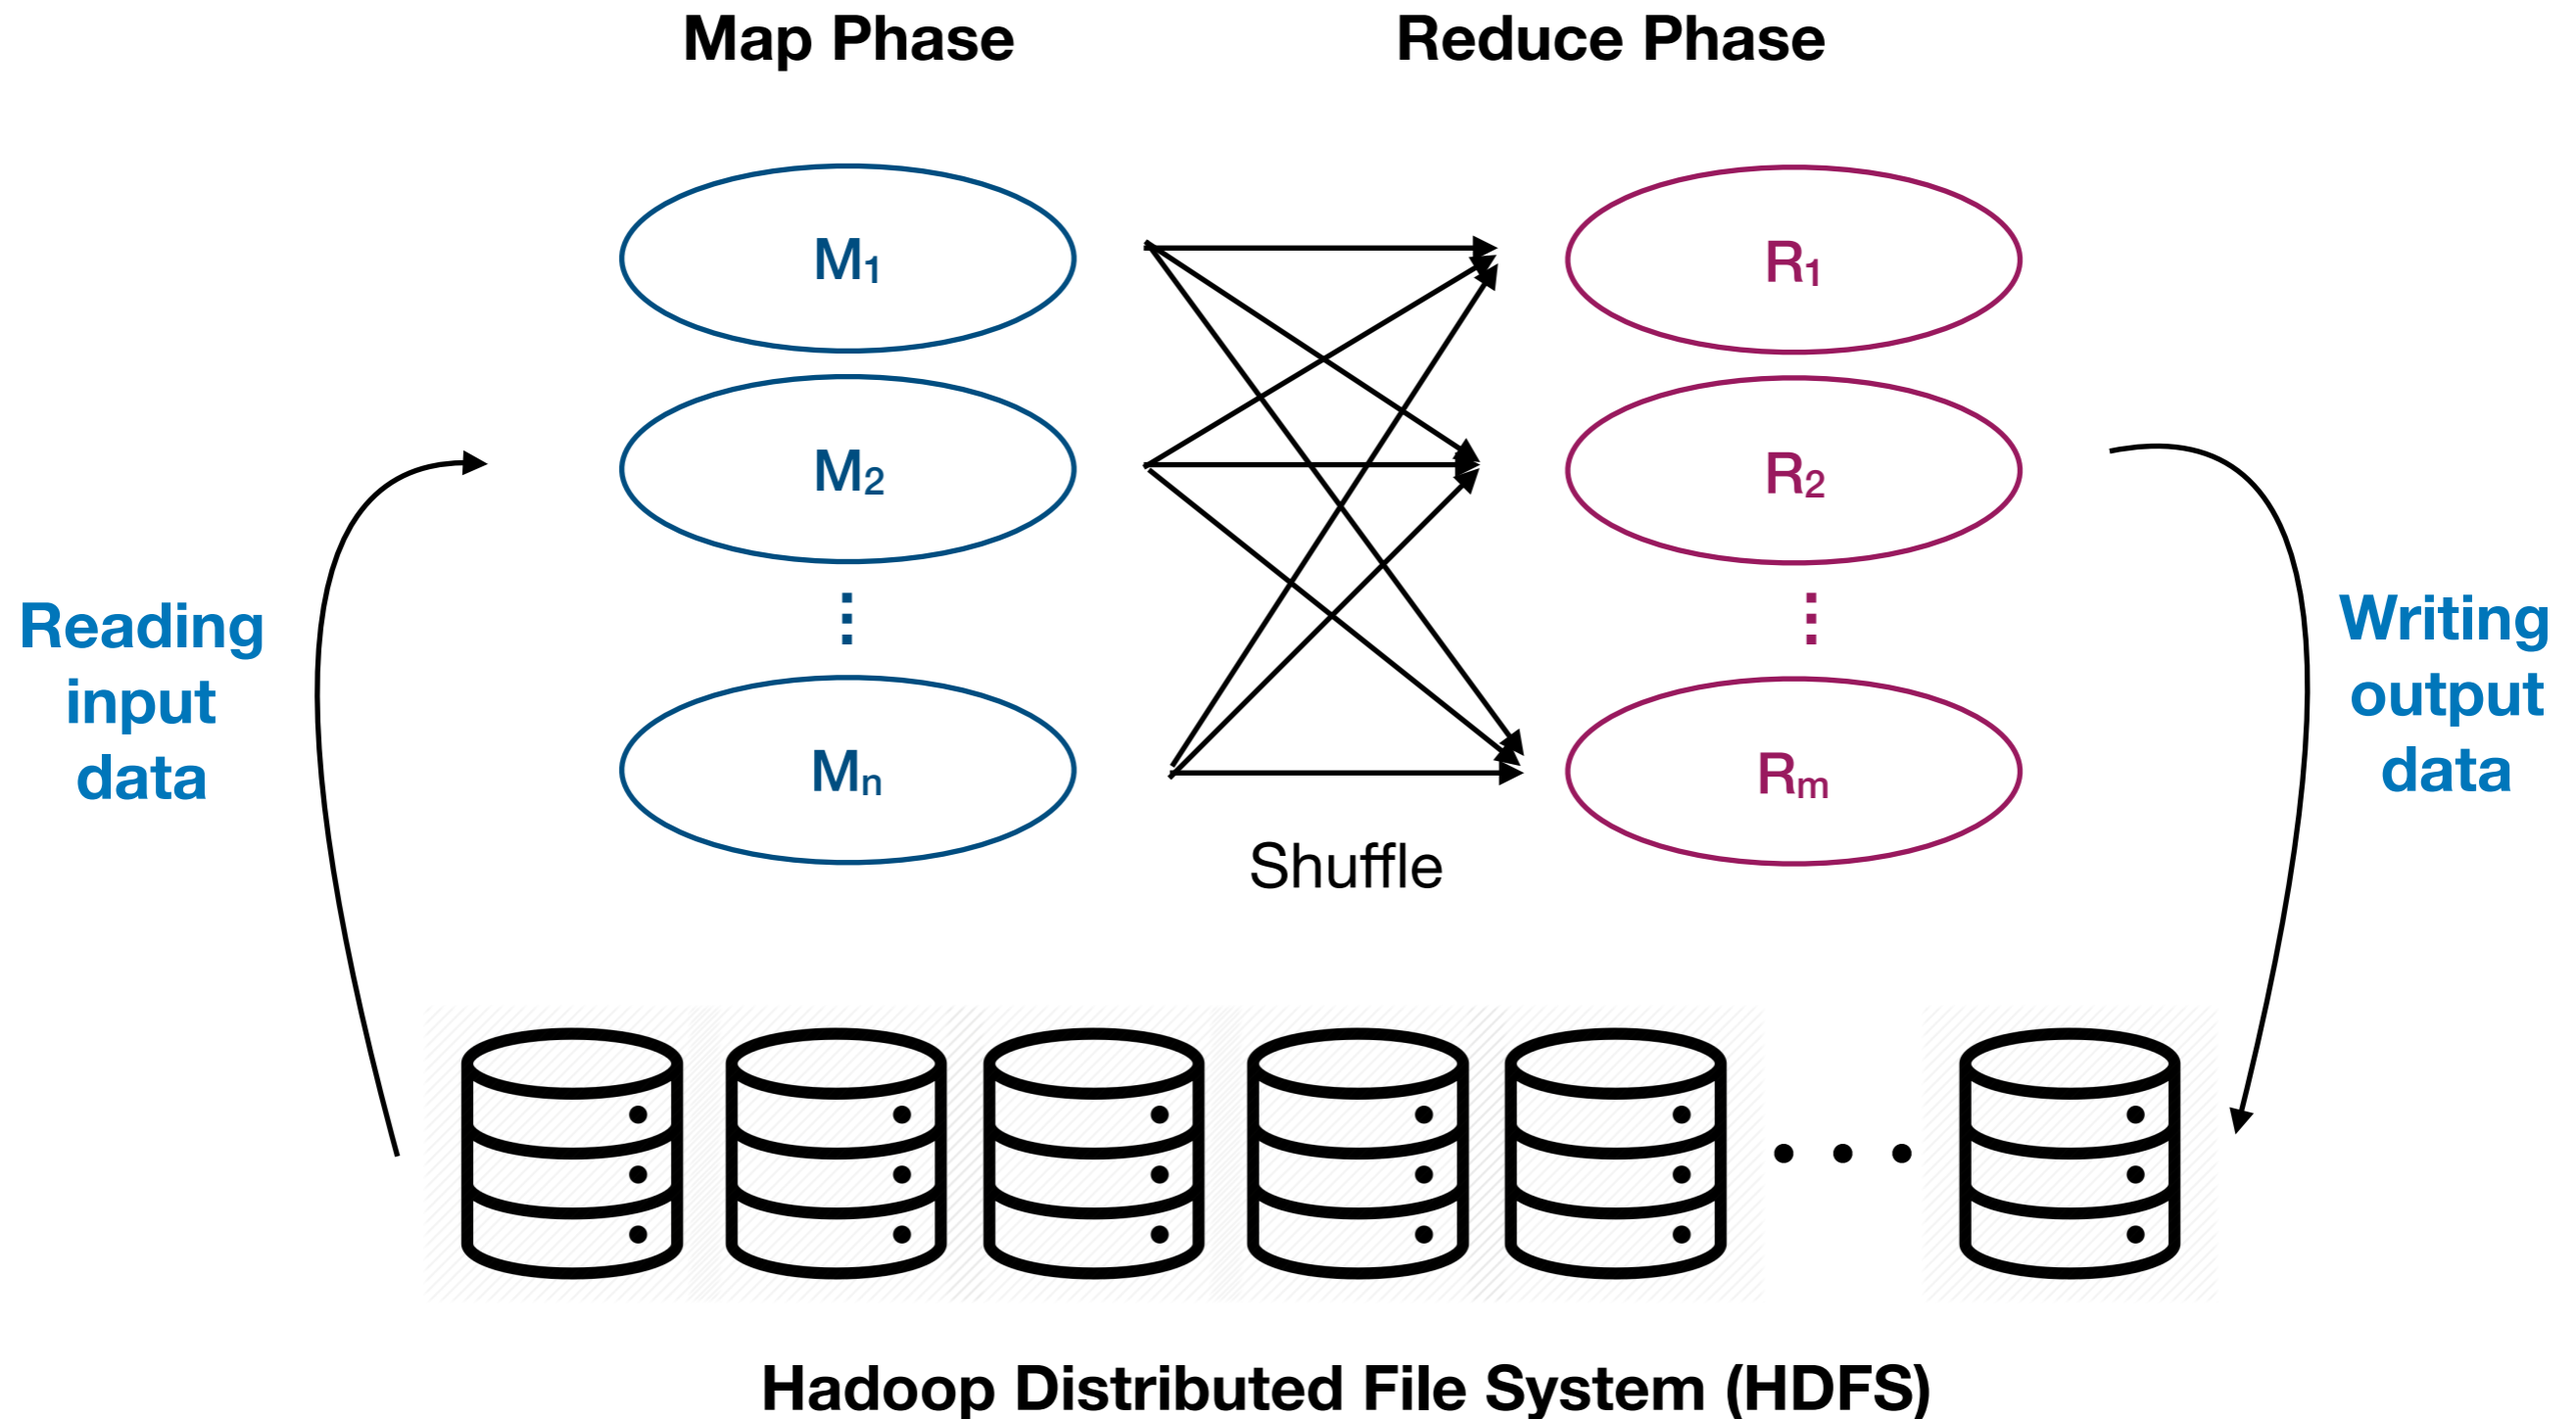 Map Phase
Reduce Phase
M1
R1
M2
R2
Reading
input
data
⋮
⋮
Writing
output
data
Mn
Rm
Shuffle
. . .
Hadoop Distributed File System (HDFS)